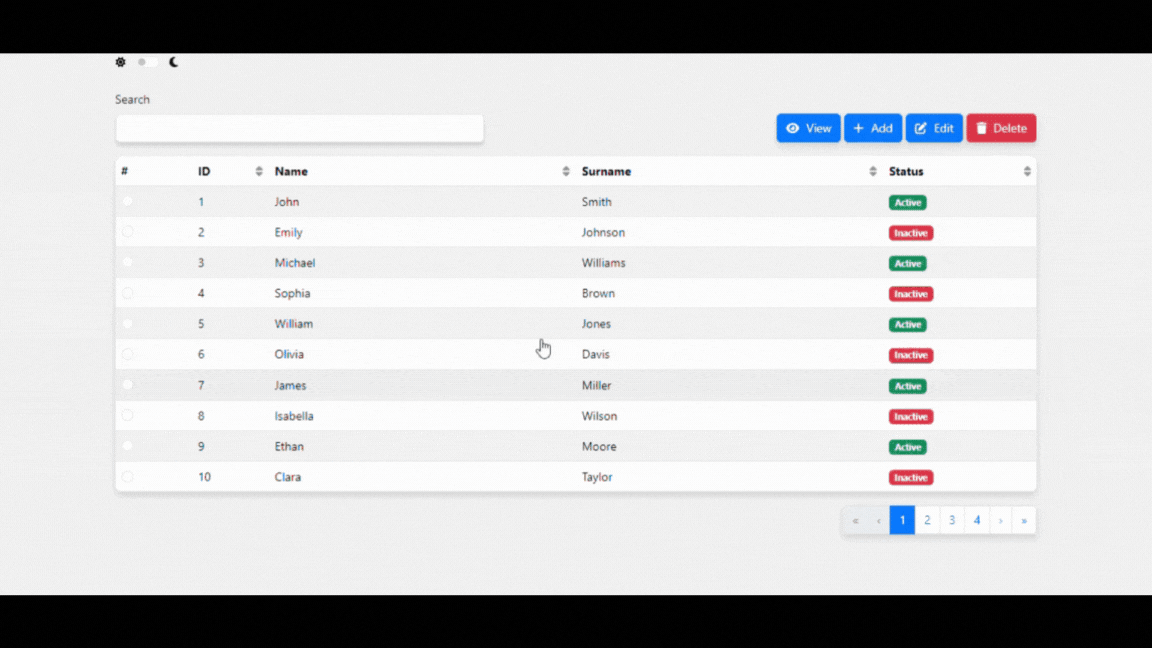 Search
View Add Edit Delete
# ID Name Surname Status
1 John Smith Active
2 Emily Johnson Inactive
3 Michael Williams Active
4 Sophia Brown Inactive
5 William Jones Active
6 Olivia Davis Inactive
7 James Miller Active
8 Isabella Wilson Inactive
9 Ethan Moore Active
10 Clara Taylor Inactive
« ‹ 1 2 3 4 › »